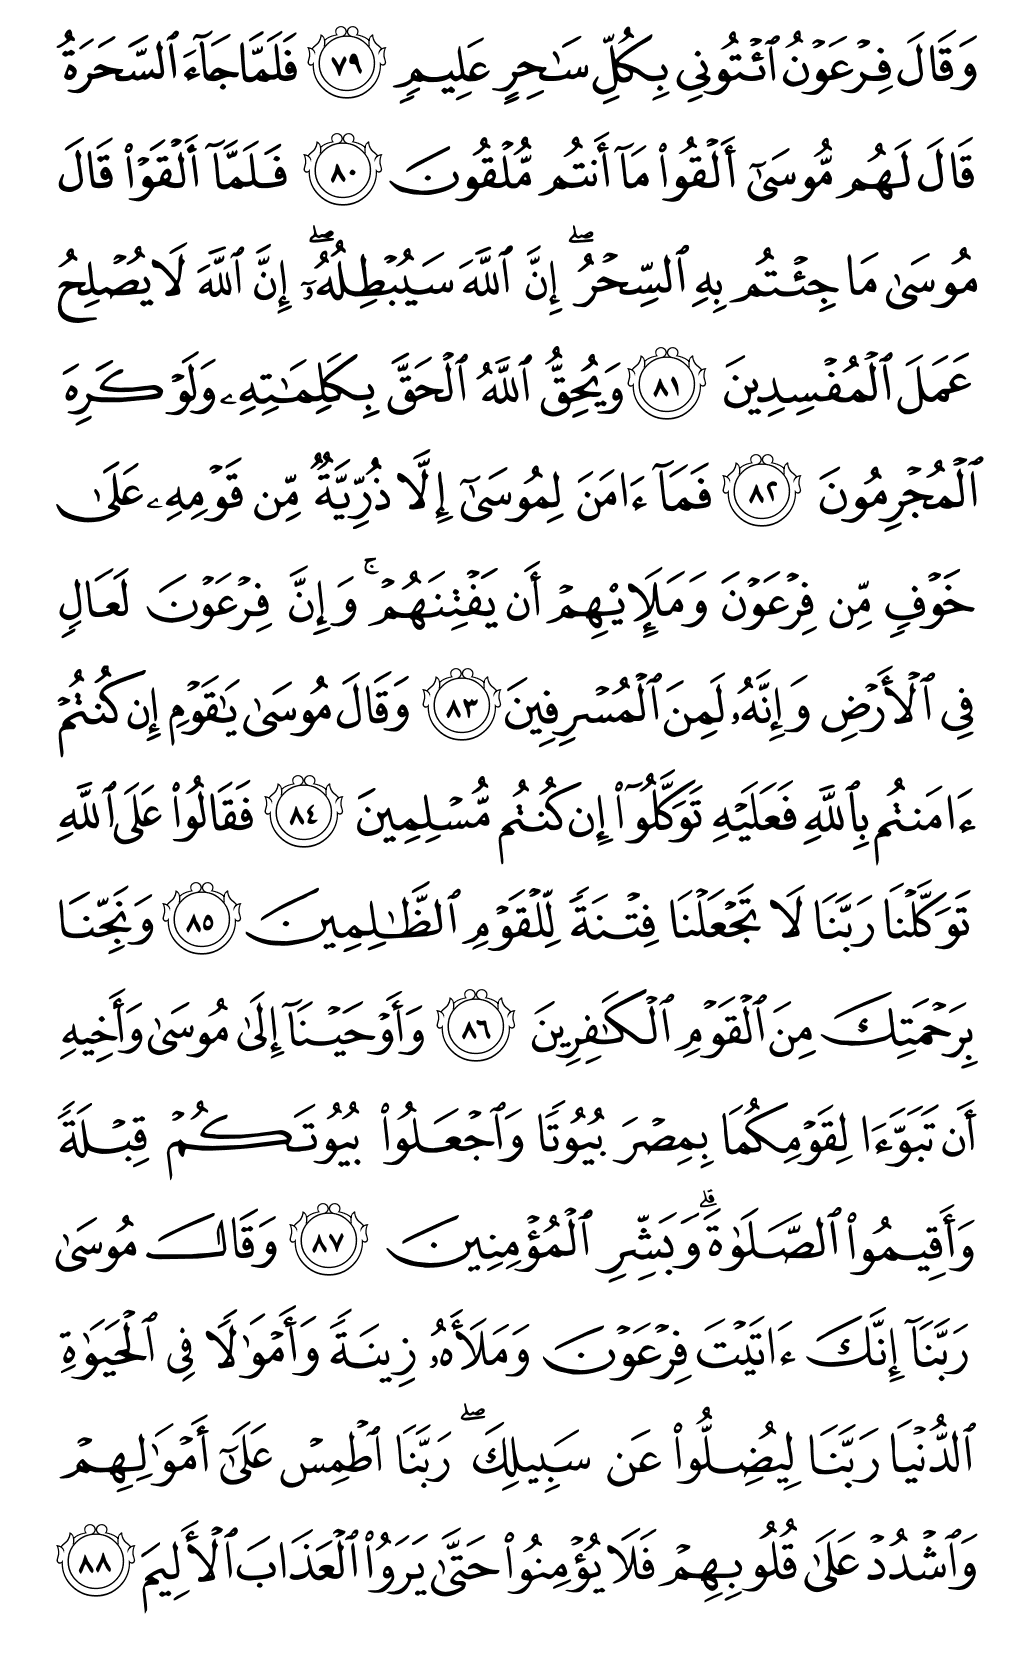 وَقَالَ فِرْعَوْنُ ٱئْتُونِى بِكُلِّ سَـٰحِرٍ عَلِيمٍ ٧٩ فَلَمَّا جَآءَ ٱلسَّحَرَةُ
قَالَ لَهُم مُّوسَىٰٓ أَلْقُوا۟ مَآ أَنتُم مُّلْقُونَ ٨٠ فَلَمَّآ أَلْقَوْا۟ قَالَ
مُوسَىٰ مَا جِئْتُم بِهِ ٱلسِّحْرُ ۖ إِنَّ ٱللَّهَ سَيُبْطِلُهُۥٓ ۖ إِنَّ ٱللَّهَ لَا يُصْلِحُ
عَمَلَ ٱلْمُفْسِدِينَ ٨١ وَيُحِقُّ ٱللَّهُ ٱلْحَقَّ بِكَلِمَـٰتِهِۦ وَلَوْ كَرِهَ
ٱلْمُجْرِمُونَ ٨٢ فَمَآ ءَامَنَ لِمُوسَىٰٓ إِلَّا ذُرِّيَّةٌ مِّن قَوْمِهِۦ عَلَىٰ
خَوْفٍ مِّن فِرْعَوْنَ وَمَلَإِي۟هِمْ أَن يَفْتِنَهُمْ ۚ وَإِنَّ فِرْعَوْنَ لَعَالٍ
فِى ٱلْأَرْضِ وَإِنَّهُۥ لَمِنَ ٱلْمُسْرِفِينَ ٨٣ وَقَالَ مُوسَىٰ يَـٰقَوْمِ إِن كُنتُمْ
ءَامَنتُم بِٱللَّهِ فَعَلَيْهِ تَوَكَّلُوٓا۟ إِن كُنتُم مُّسْلِمِينَ ٨٤ فَقَالُوا۟ عَلَى ٱللَّهِ
تَوَكَّلْنَا رَبَّنَا لَا تَجْعَلْنَا فِتْنَةً لِّلْقَوْمِ ٱلظَّـٰلِمِينَ ٨٥ وَنَجِّنَا
بِرَحْمَتِكَ مِنَ ٱلْقَوْمِ ٱلْكَـٰفِرِينَ ٨٦ وَأَوْحَيْنَآ إِلَىٰ مُوسَىٰ وَأَخِيهِ
أَن تَبَوَّءَا لِقَوْمِكُمَا بِمِصْرَ بُيُوتًا وَٱجْعَلُوا۟ بُيُوتَكُمْ قِبْلَةً
وَأَقِيمُوا۟ ٱلصَّلَوٰةَ ۗ وَبَشِّرِ ٱلْمُؤْمِنِينَ ٨٧ وَقَالَ مُوسَىٰ
رَبَّنَآ إِنَّكَ ءَاتَيْتَ فِرْعَوْنَ وَمَلَأَهُۥ زِينَةً وَأَمْوَٰلًا فِى ٱلْحَيَوٰةِ
ٱلدُّنْيَا رَبَّنَا لِيُضِلُّوا۟ عَن سَبِيلِكَ ۖ رَبَّنَا ٱطْمِسْ عَلَىٰٓ أَمْوَٰلِهِمْ
وَٱشْدُدْ عَلَىٰ قُلُوبِهِمْ فَلَا يُؤْمِنُوا۟ حَتَّىٰ يَرَوُا۟ ٱلْعَذَابَ ٱلْأَلِيمَ ٨٨